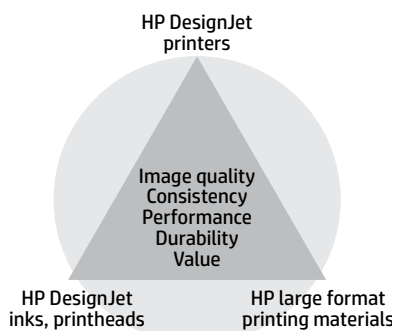 HP DesignJet
printers
Image quality
Consistency
Performance
Durability
Value
HP DesignJet
inks, printheads
HP large format
printing materials